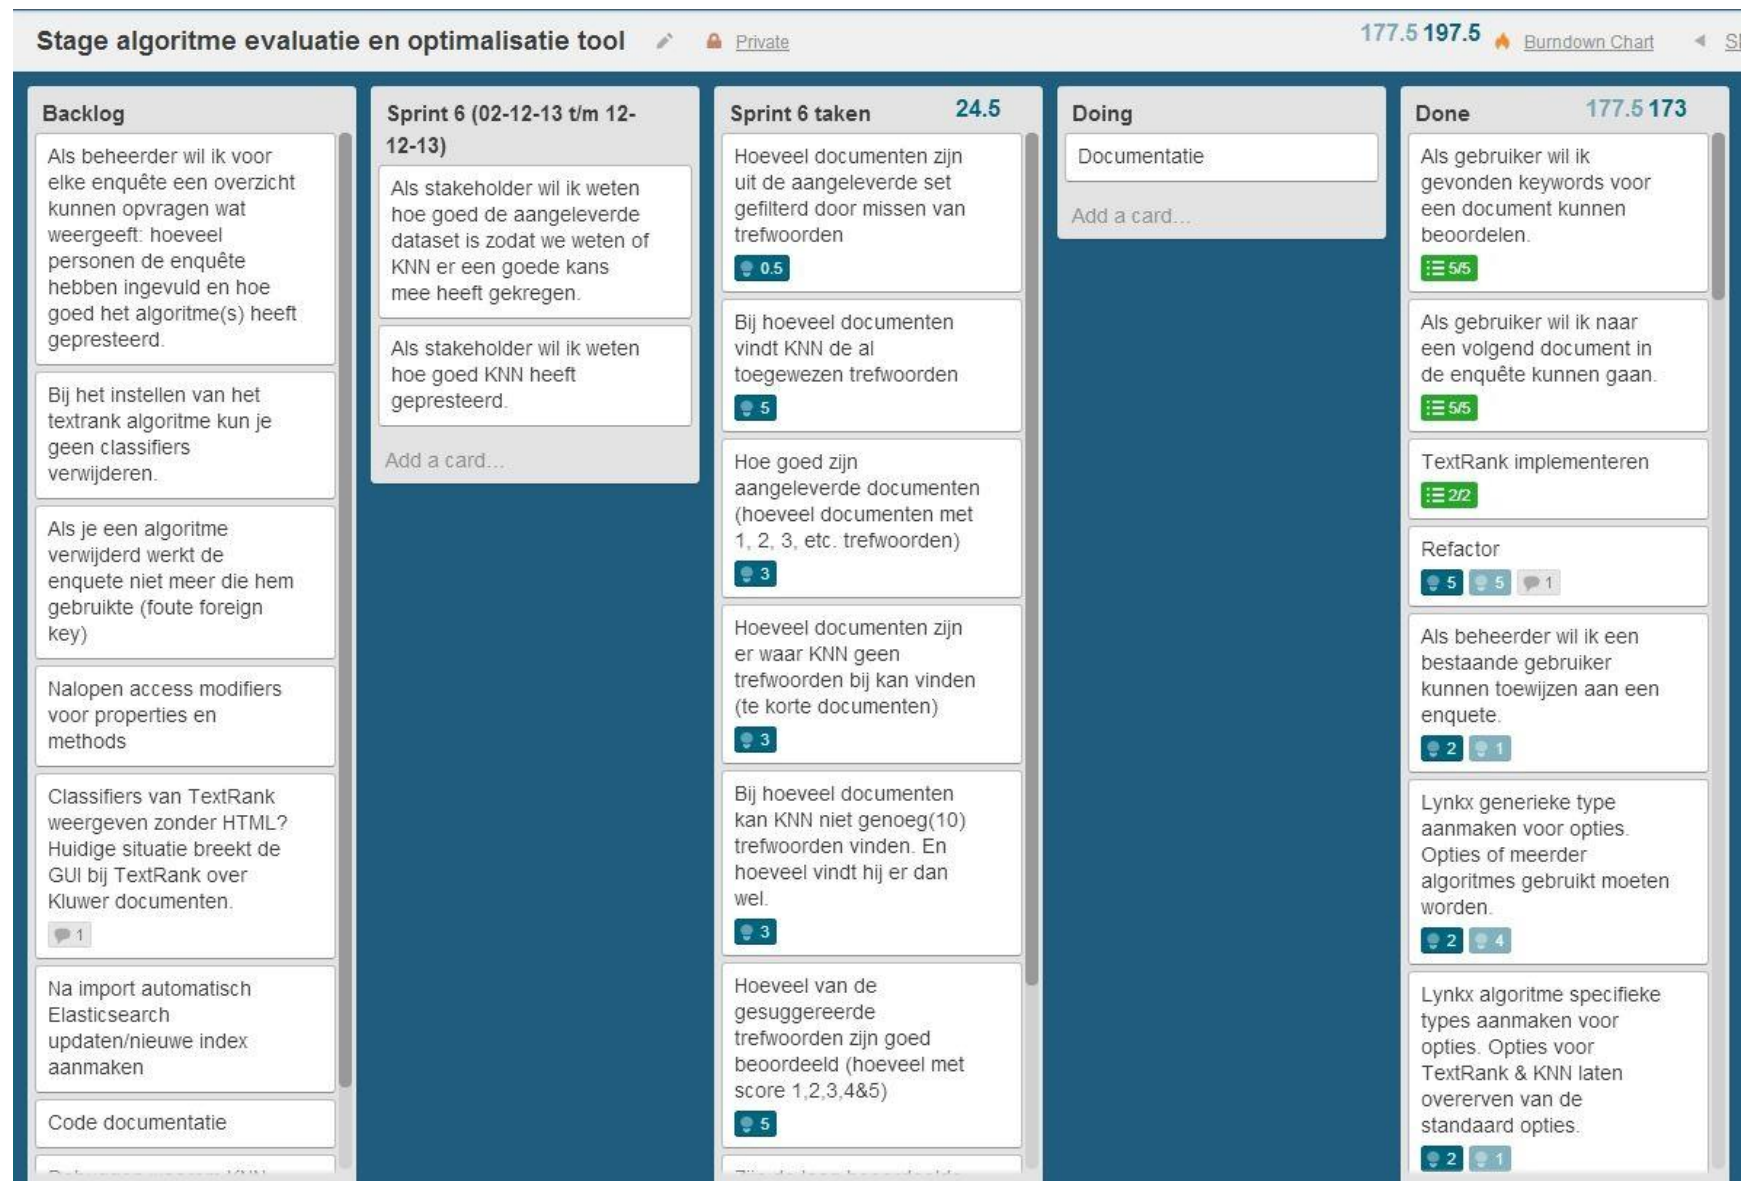 Stage algoritme evaluatie en optimalisatie tool
Private
177.5 197.5
Burndown Chart
Backlog
Als beheerder wil ik voor
elke enquête een overzicht
kunnen opvragen wat
weergeeft: hoeveel
personen de enquête
hebben ingevuld en hoe
goed het algoritme(s) heeft
gepresteerd.
Bij het instellen van het
textrank algoritme kun je
geen classifiers
verwijderen.
Als je een algoritme
verwijderd werkt de
enquete niet meer die hem
gebruikte (foute foreign
key)
Nalopen access modifiers
voor properties en
methods
Classifiers van TextRank
weergeven zonder HTML?
Huidige situatie breekt de
GUI bij TextRank over
Kluwer documenten.
1
Na import automatisch
Elasticsearch
updaten/nieuwe index
aanmaken
Code documentatie
Sprint 6 (02-12-13 t/m 12-
12-13)
Als stakeholder wil ik weten
hoe goed de aangeleverde
dataset is zodat we weten of
KNN er een goede kans
mee heeft gekregen.
Als stakeholder wil ik weten
hoe goed KNN heeft
gepresteerd.
Add a card...
Sprint 6 taken
24.5
Hoeveel documenten zijn
uit de aangeleverde set
gefilterd door missen van
trefwoorden
0.5
Bij hoeveel documenten
vindt KNN de al
toegewezen trefwoorden
5
Hoe goed zijn
aangeleverde documenten
(hoeveel documenten met
1, 2, 3, etc. trefwoorden)
3
Hoeveel documenten zijn
er waar KNN geen
trefwoorden bij kan vinden
(te korte documenten)
3
Bij hoeveel documenten
kan KNN niet genoeg(10)
trefwoorden vinden. En
hoeveel vindt hij er dan
wel.
3
Hoeveel van de
gesuggereerde
trefwoorden zijn goed
beoordeeld (hoeveel met
score 1,2,3,4&5)
5
Doing
Documentatie
Add a card...
Done
177.5 173
Als gebruiker wil ik
gevonden keywords voor
een document kunnen
beoordelen.
5/5
Als gebruiker wil ik naar
een volgend document in
de enquête kunnen gaan.
5/5
TextRank implementeren
2/2
Refactor
5 5 1
Als beheerder wil ik een
bestaande gebruiker
kunnen toewijzen aan een
enquete.
2 1
Lynkx generieke type
aanmaken voor opties.
Opties of meerder
algoritmes gebruikt moeten
worden.
2 4
Lynkx algoritme specifieke
types aanmaken voor
opties. Opties voor
TextRank & KNN laten
overerven van de
standaard opties.
2 1